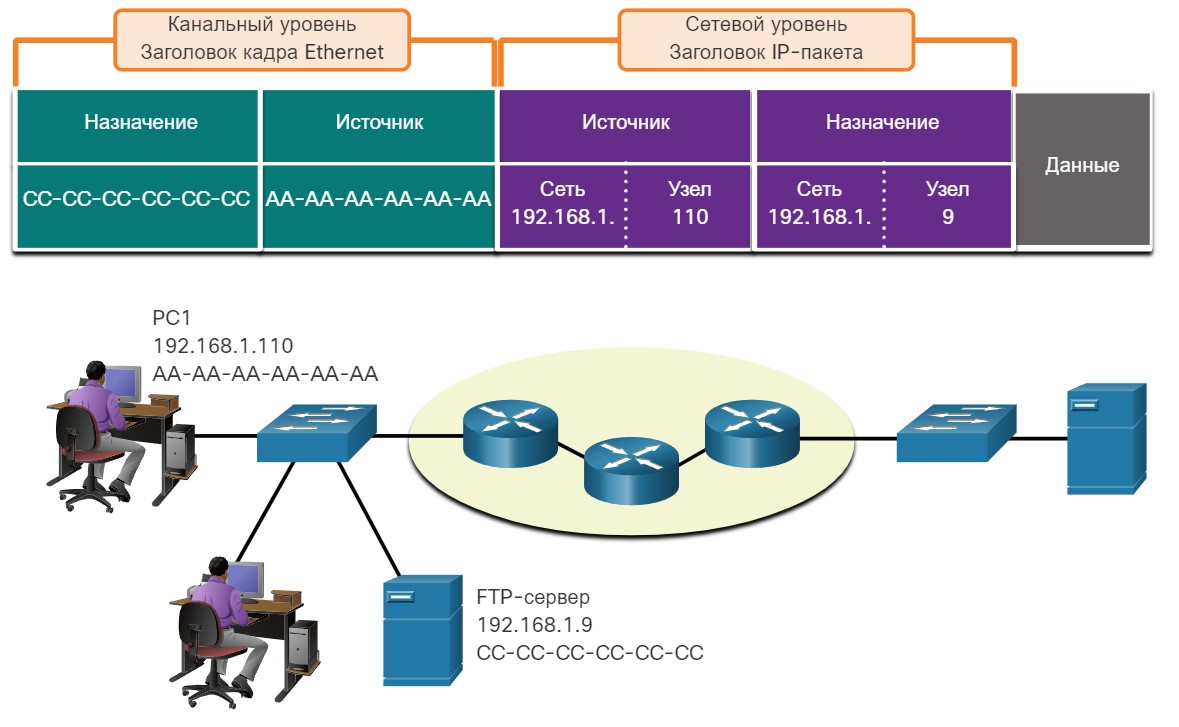 Канальный уровень
Заголовок кадра Ethernet
Сетевой уровень
Заголовок IP-пакета
Назначение
Источник
Источник
Назначение
Данные
CC-CC-CC-CC-CC-CC
AA-AA-AA-AA-AA-AA
Сеть
192.168.1.
Узел
110
Сеть
192.168.1.
Узел
9
PC1
192.168.1.110
AA-AA-AA-AA-AA-AA
FTP-сервер
192.168.1.9
CC-CC-CC-CC-CC-CC